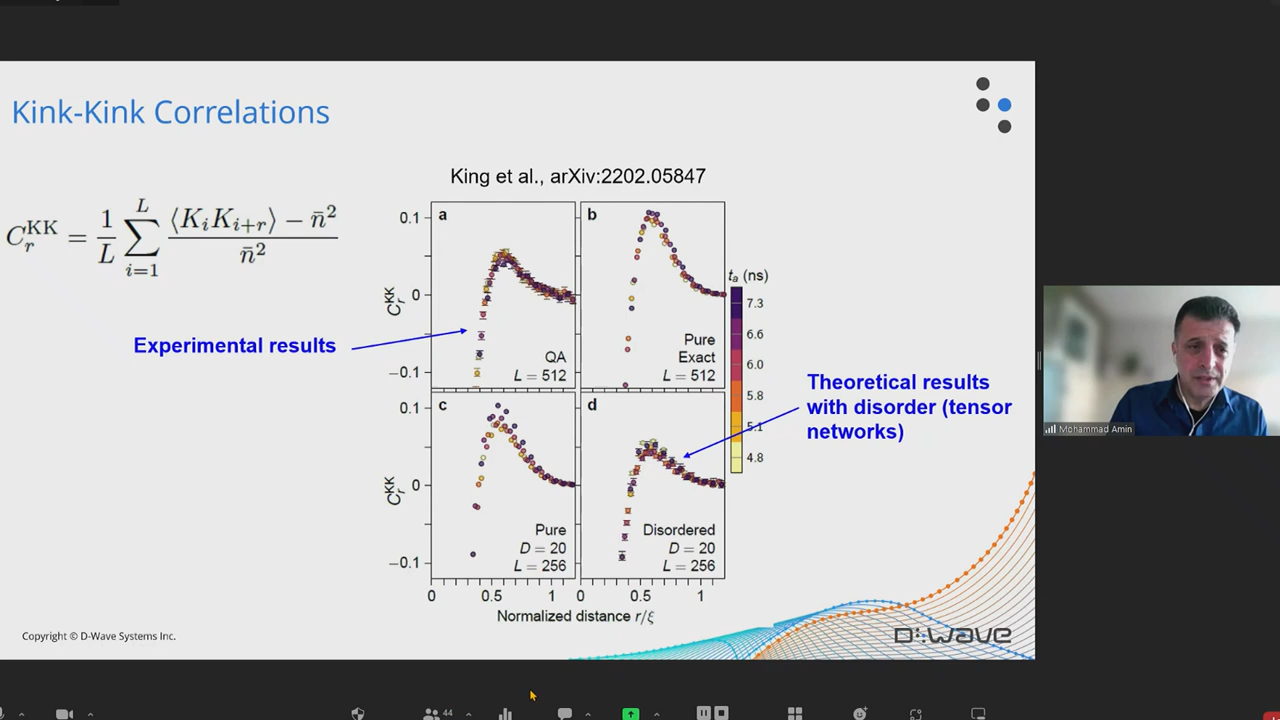 Kink-Kink Correlations
King et al., arXiv:2202.05847
C_r^{KK} = \frac{1}{L} \sum_{i=1}^{L} \frac{\langle K_i K_{i+r} \rangle - \bar{n}^2}{\bar{n}^2}
Experimental results
a
b
0.1
0
−0.1
C_r^{KK}
QA
L = 512
Pure
Exact
L = 512
t_a (ns)
7.3
6.6
6.0
5.8
5.1
4.8
Theoretical results
with disorder (tensor
networks)
c
d
0.1
0
−0.1
C_r^{KK}
Pure
D = 20
L = 256
Disordered
D = 20
L = 256
0
0.5
1
0
0.5
1
Normalized distance r/ξ
Copyright © D-Wave Systems Inc.
D:Wave
Mohammad Amin
44